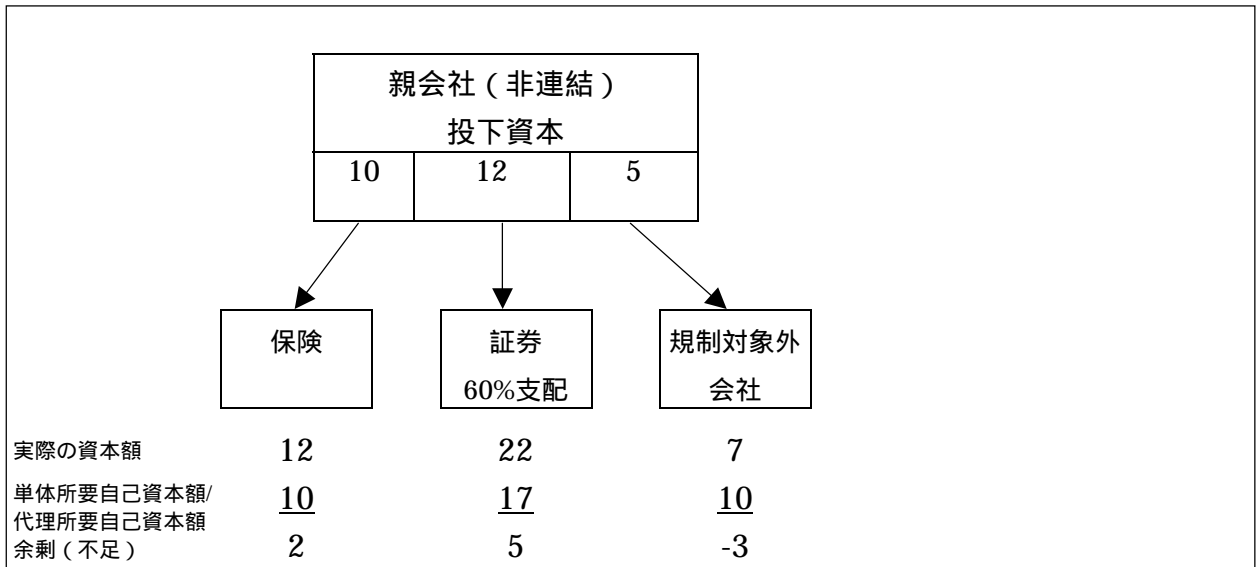 親会社（非連結）
投下資本
10 12 5
保険 証券 規制対象外
60%支配 会社
実際の資本額 12 22 7
単体所要自己資本額/ 10 17 10
代理所要自己資本額
余剰（不足） 2 5 -3